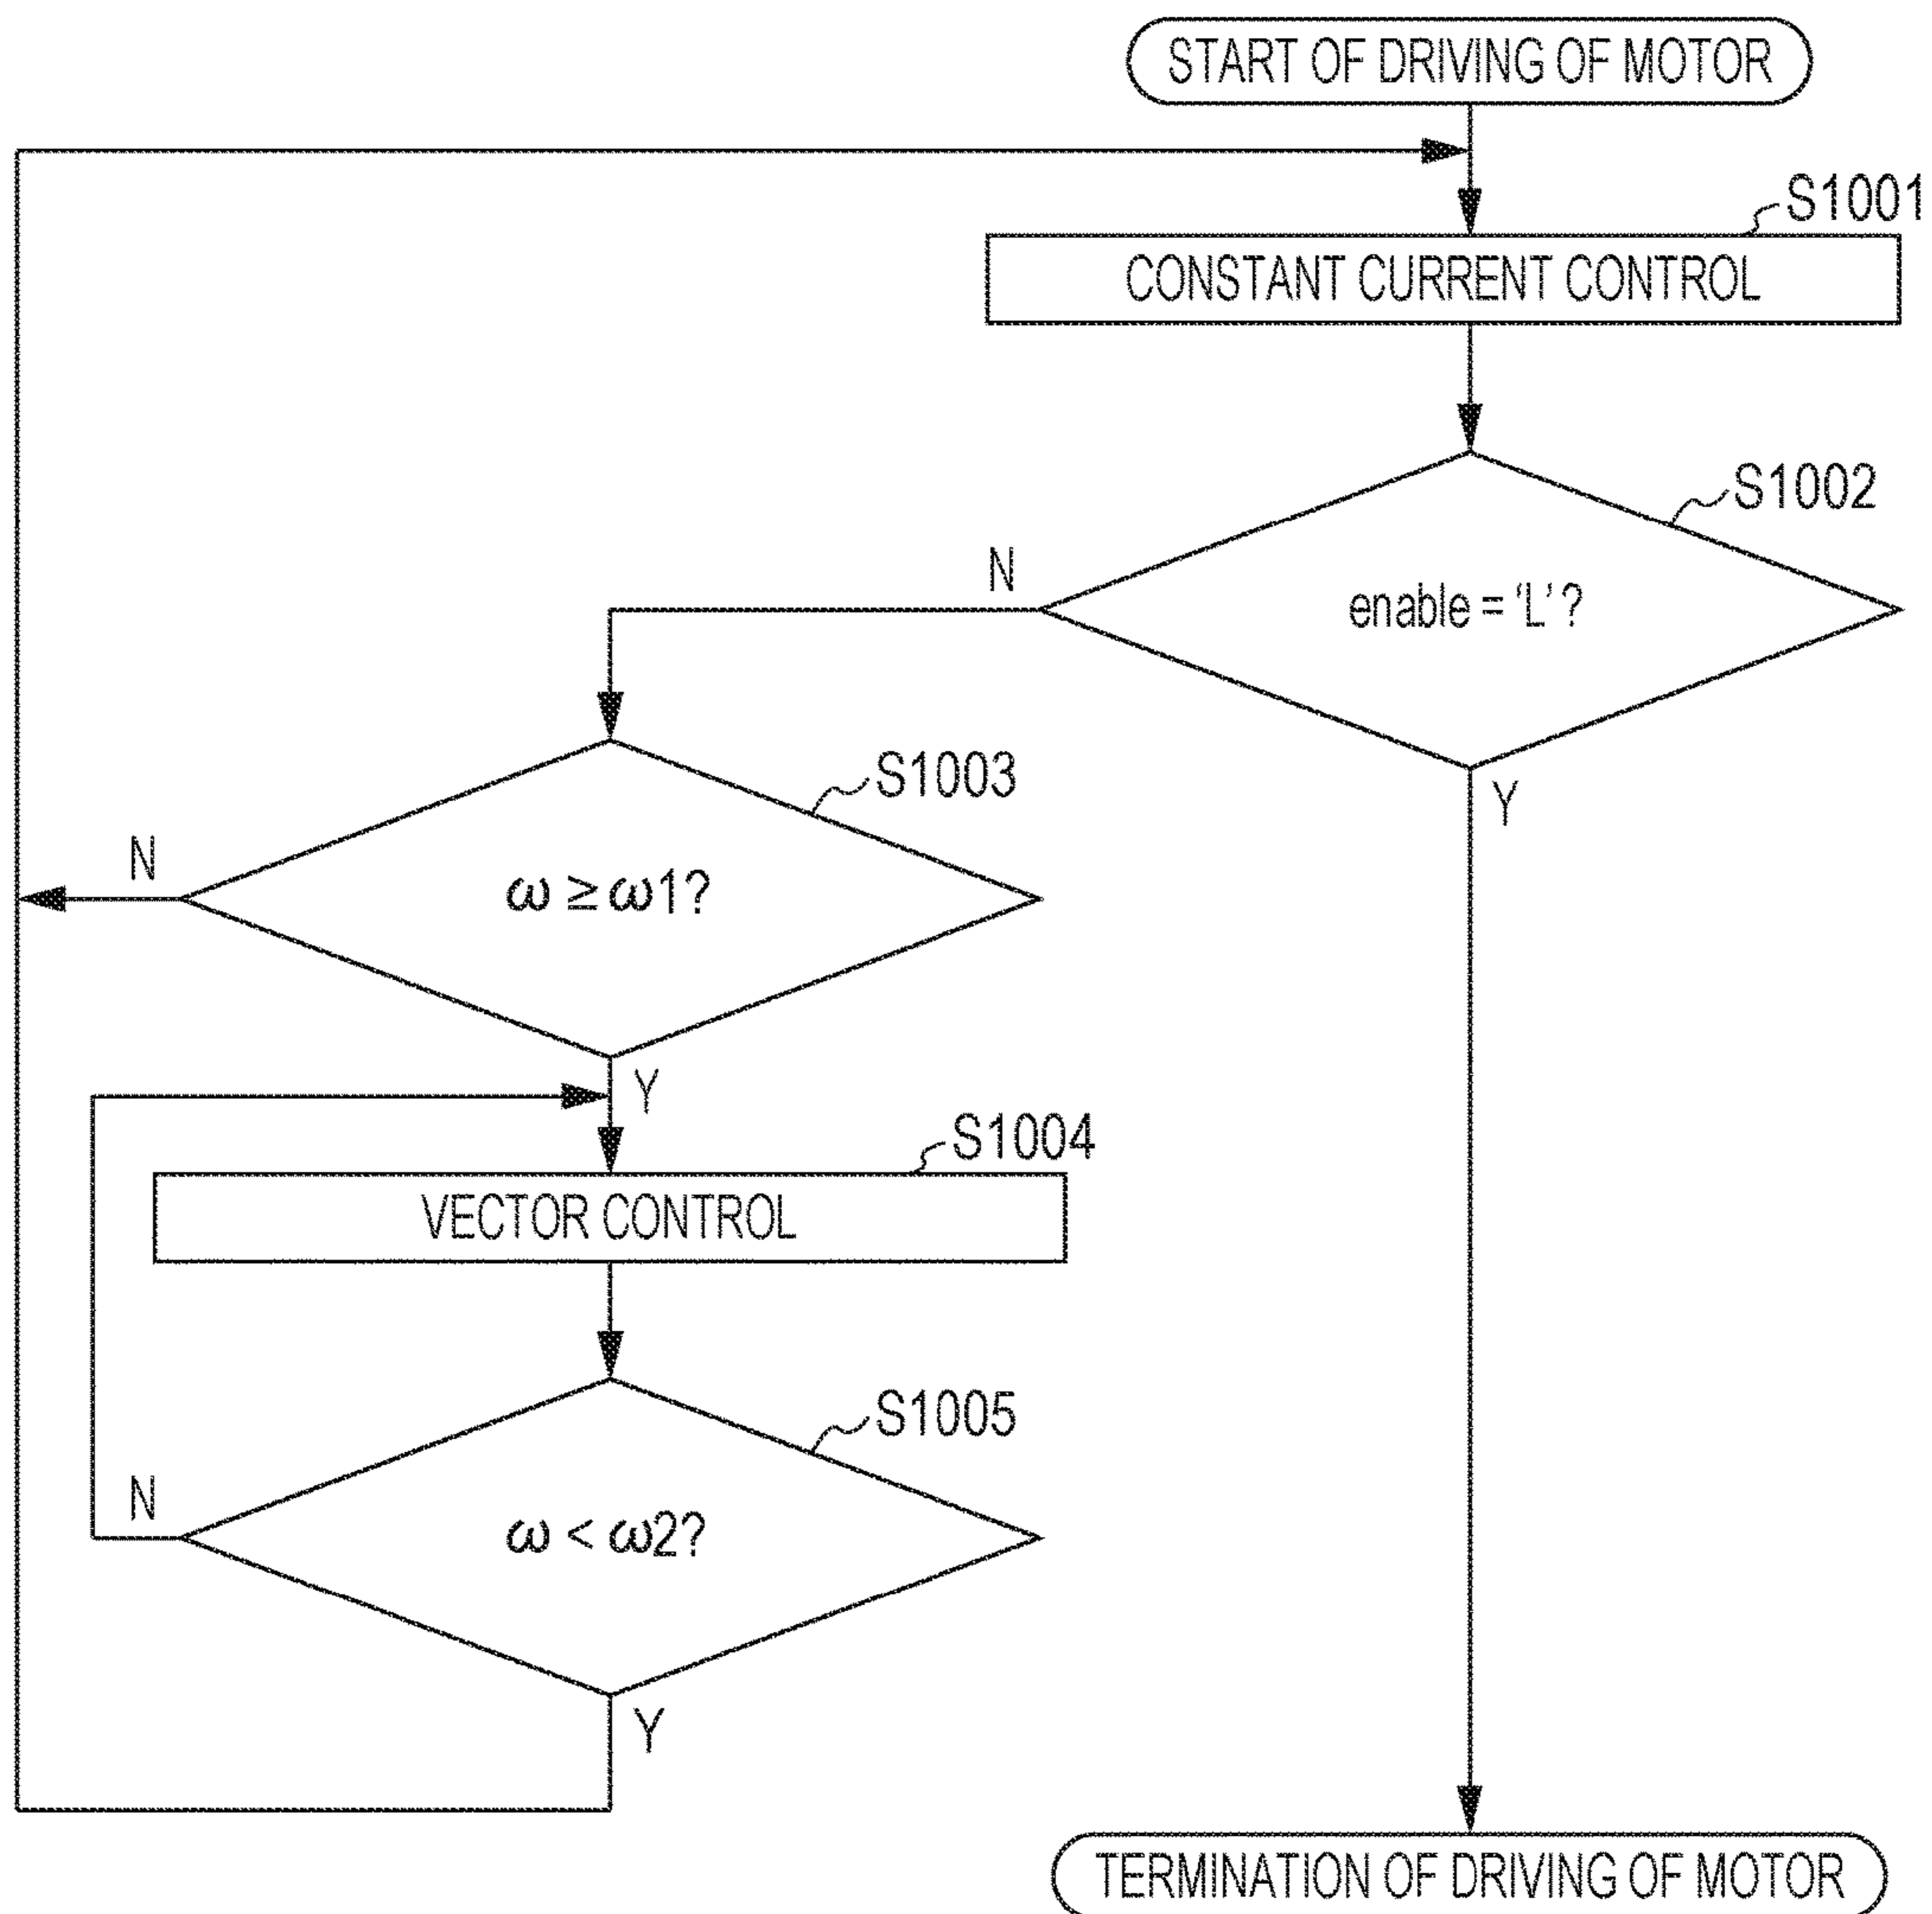 START OF DRIVING OF MOTOR
S1001
CONSTANT CURRENT CONTROL
S1002
N
enable = ‘L’ ?
Y
S1003
N
ω ≥ ω1?
Y
S1004
VECTOR CONTROL
S1005
N
ω < ω2?
Y
TERMINATION OF DRIVING OF MOTOR